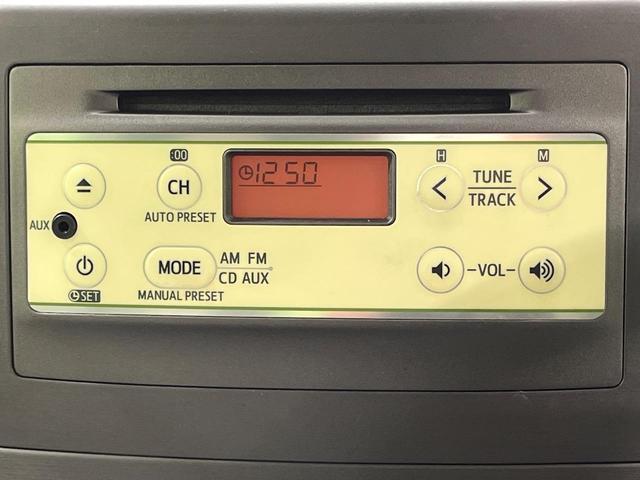 :00 H M
CH 12 50 < TUNE >
TRACK
AUTO PRESET
AUX
MODE AM FM
CD AUX
-VOL-
SET MANUAL PRESET